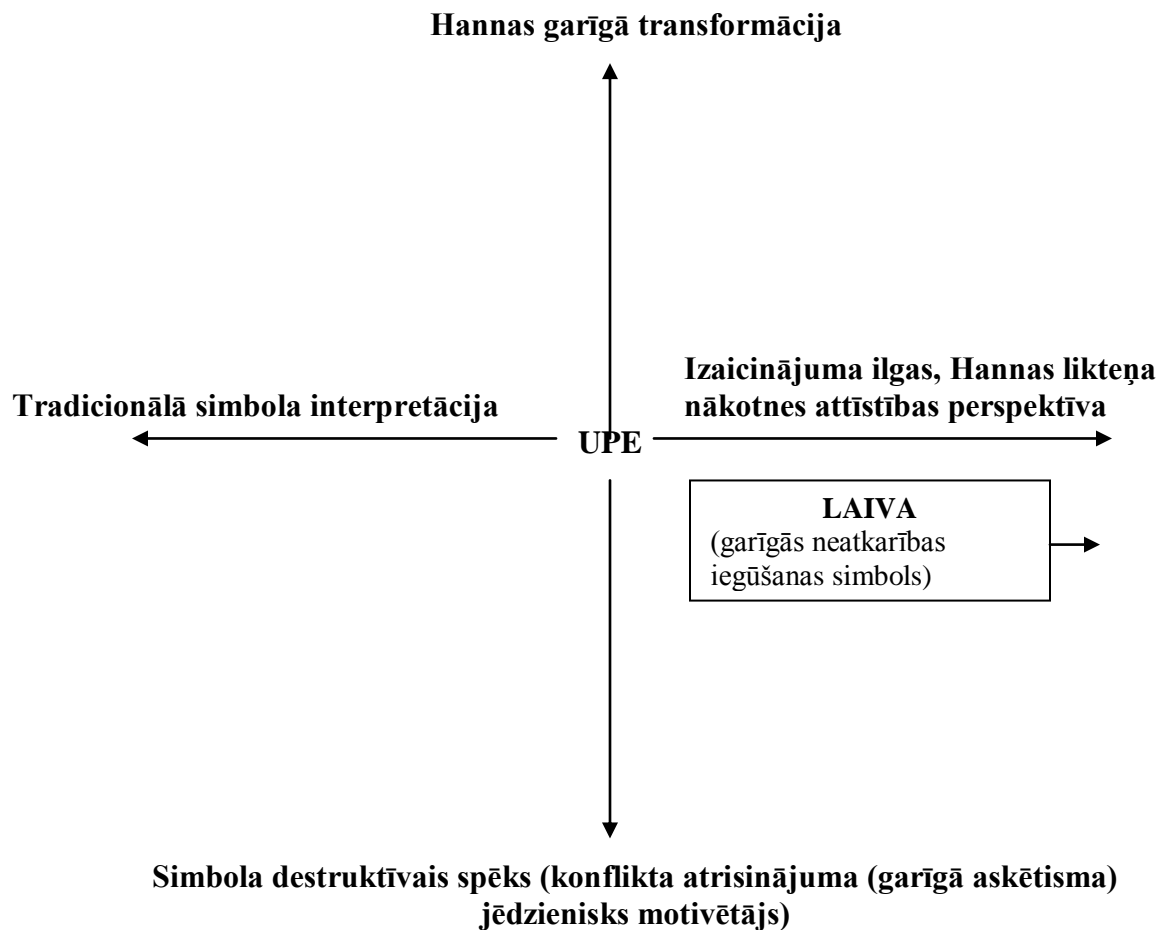 Hannas garīgā transformācija
Izaicinājuma ilgas, Hannas likteņa
nākotnes attīstības perspektīva
Tradicionālā simbola interpretācija
UPE
LAIVA
(garīgās neatkarības
iegūšanas simbols)
Simbola destruktīvais spēks (konflikta atrisinājuma (garīgā askētisma)
jēdzienisks motivētājs)